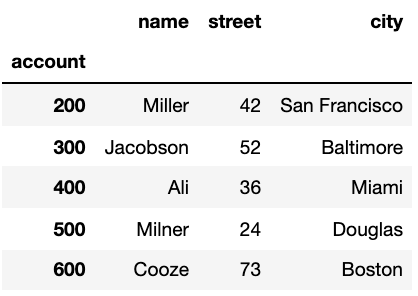 name street city
account
200 Miller 42 San Francisco
300 Jacobson 52 Baltimore
400 Ali 36 Miami
500 Milner 24 Douglas
600 Cooze 73 Boston